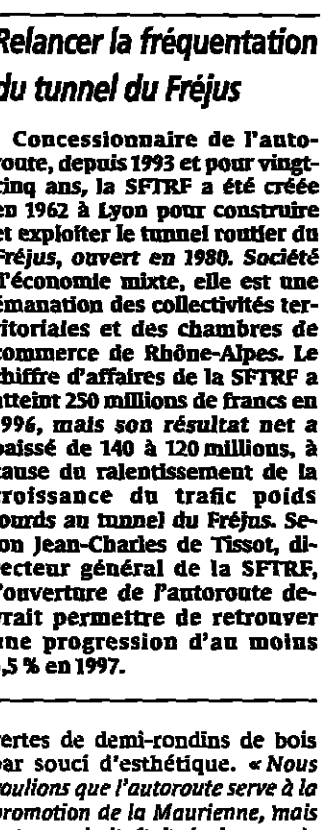 Relancer la fréquentation
du tunnel du Fréjus
Concessionnaire de l'auto-
route, depuis 1993 et pour vingt-
cinq ans, la SFTRF a été créée
en 1962 à Lyon pour construire
et exploiter le tunnel routier du
Fréjus, ouvert en 1980. Société
d'économie mixte, elle est une
émanation des collectivités ter-
ritoriales et des chambres de
commerce de Rhône-Alpes. Le
chiffre d'affaires de la SFTRF a
atteint 250 millions de francs en
1996, mais son résultat net a
baissé de 140 à 120 millions, à
cause du ralentissement de la
croissance du trafic poids
lourds au tunnel du Fréjus. Se-
lon Jean-Charles de Tissot, di-
recteur général de la SFTRF,
l'ouverture de l'autoroute de-
vrait permettre de retrouver
une progression d'au moins
,5 % en 1997.
vertes de demi-rondins de bois
par souci d'esthétique. « Nous
voulions que l'autoroute serve à la
promotion de la Maurienne, mais